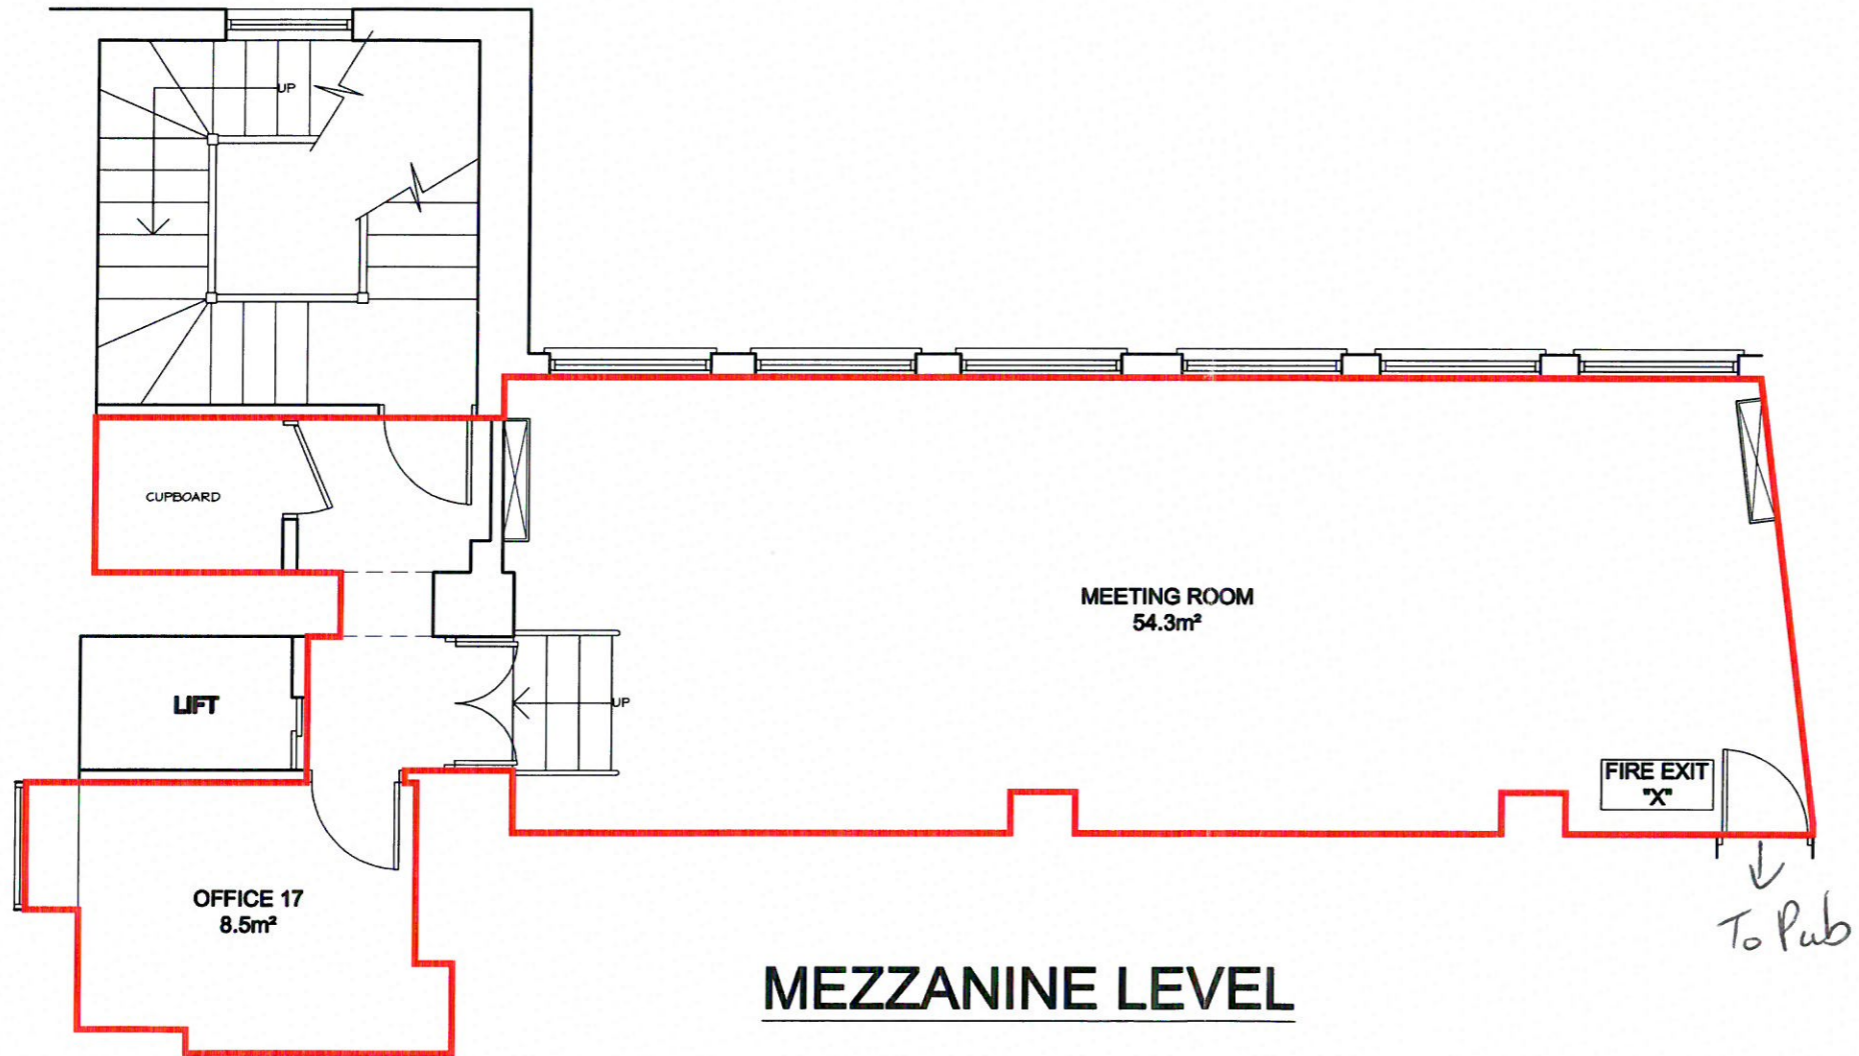 UP
CUPBOARD
MEETING ROOM
54.3m²
LIFT
UP
FIRE EXIT
"X"
OFFICE 17
8.5m²
To Pub
MEZZANINE LEVEL